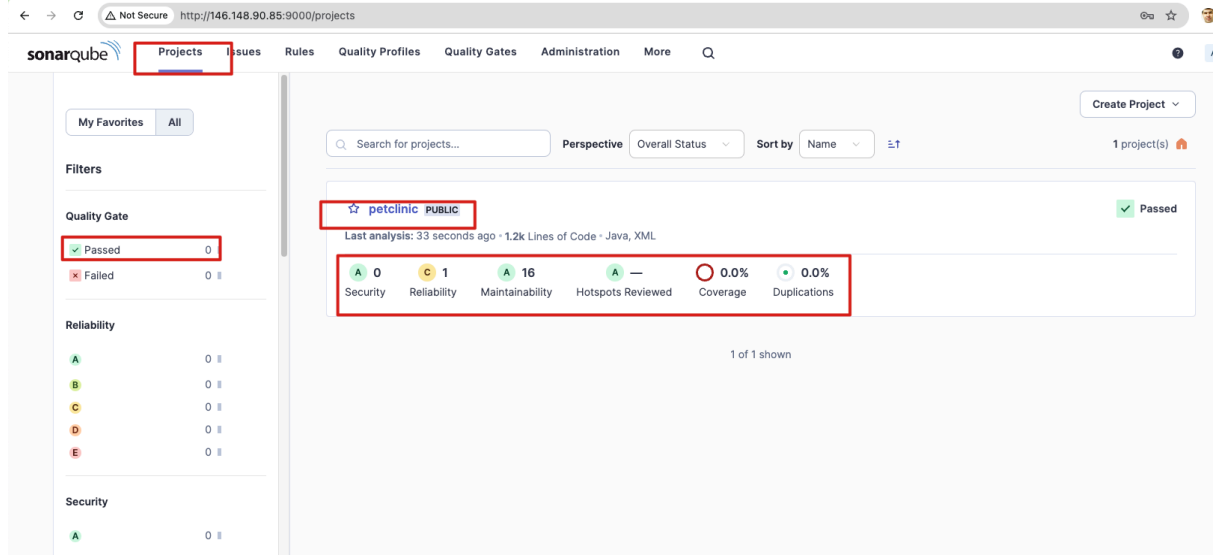 Not Secure http://146.148.90.85:9000/projects
sonarqube Projects Issues Rules Quality Profiles Quality Gates Administration More
My Favorites All
Filters
Quality Gate
Passed 0
Failed 0
Reliability
A 0
B 0
C 0
D 0
E 0
Security
A 0
Create Project
Search for projects... Perspective Overall Status Sort by Name 1 project(s)
petclinic PUBLIC Passed
Last analysis: 33 seconds ago • 1.2k Lines of Code • Java, XML
A 0 C 1 A 16 A — 0.0% 0.0%
Security Reliability Maintainability Hotspots Reviewed Coverage Duplications
1 of 1 shown